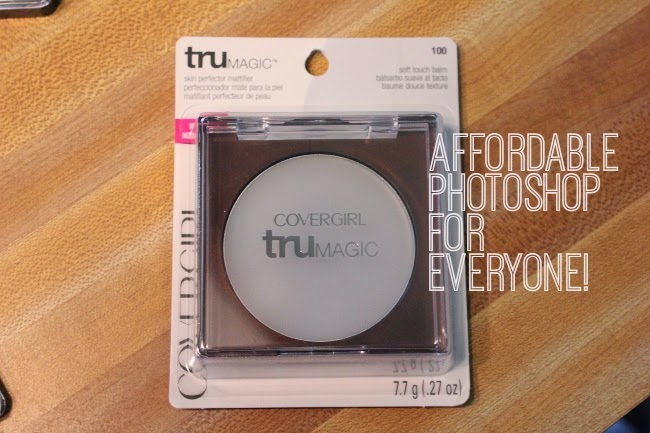 truMAGIC™
skin perfector mattifier
perfeccionador mate para la piel
matifiant perfecteur de peau
100
soft touch balm
bálsamo suave al tacto
baume douce texture
COVERGIRL
COVERGIRL
truMAGIC
AFFORDABLE
PHOTOSHOP
FOR
EVERYONE!
7.7 g (.27 oz)